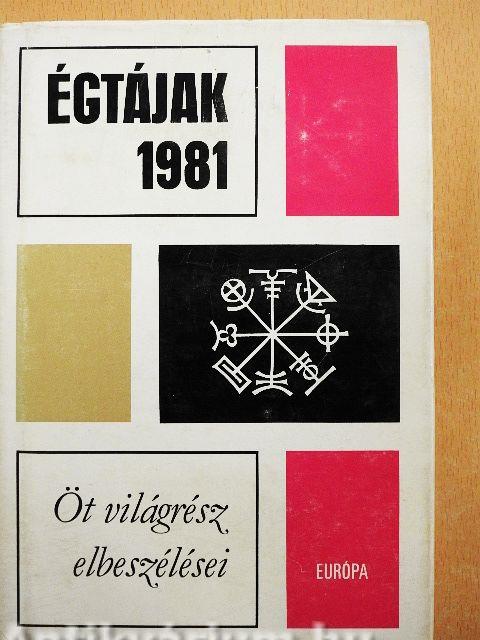 ÉGTÁJAK
1981
Öt világrész
elbeszélései
EURÓPA